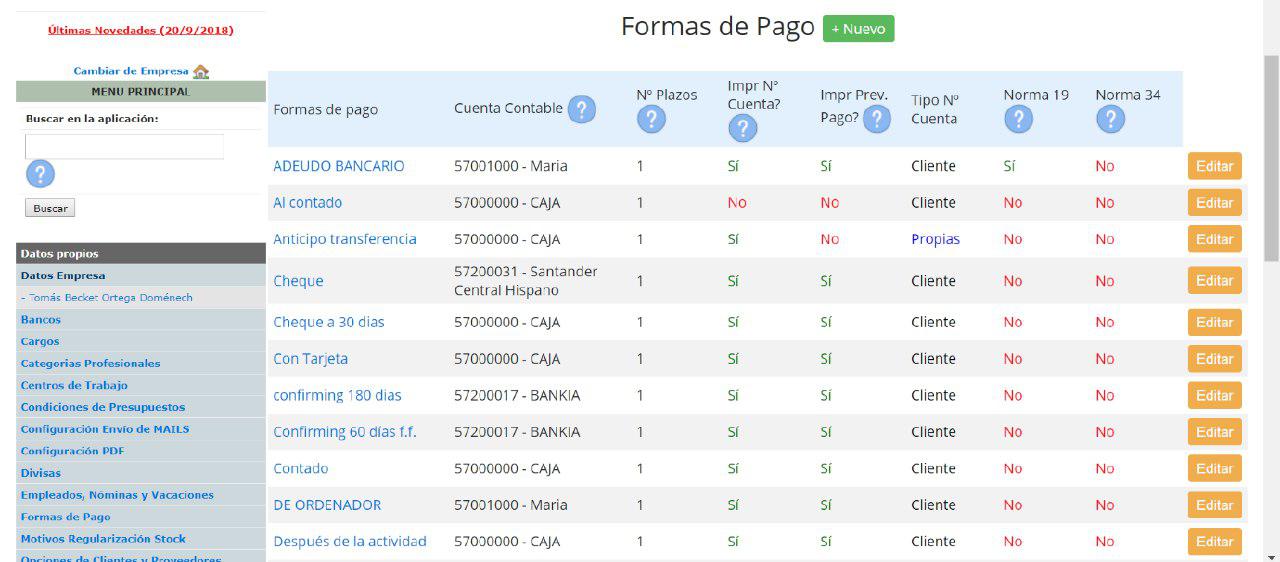 Últimas Novedades (20/9/2018)
Cambiar de Empresa
MENU PRINCIPAL
Buscar en la aplicación:
?
Buscar
Datos propios
Datos Empresa
- Tomás Becket Ortega Doménech
Bancos
Cargos
Categorias Profesionales
Centros de Trabajo
Condiciones de Presupuestos
Configuración Envío de MAILS
Configuración PDF
Divisas
Empleados, Nóminas y Vacaciones
Formas de Pago
Motivos Regularización Stock
Opciones de Clientes y Proveedores
Formas de Pago + Nuevo
Formas de pago Cuenta Contable ? Nº Plazos ? Impr Nº Cuenta? ? Impr Prev. Pago? ? Tipo Nº Cuenta Norma 19 ? Norma 34 ?
ADEUDO BANCARIO 57001000 - Maria 1 Sí Sí Cliente Sí No Editar
Al contado 57000000 - CAJA 1 No No Cliente No No Editar
Anticipo transferencia 57000000 - CAJA 1 Sí No Propias No No Editar
Cheque 57200031 - Santander Central Hispano 1 Sí Sí Cliente No No Editar
Cheque a 30 dias 57000000 - CAJA 1 Sí Sí Cliente No No Editar
Con Tarjeta 57000000 - CAJA 1 Sí Sí Cliente No No Editar
confirming 180 dias 57200017 - BANKIA 1 Sí Sí Cliente No No Editar
Confirming 60 días f.f. 57200017 - BANKIA 1 Sí Sí Cliente No No Editar
Contado 57000000 - CAJA 1 Sí Sí Cliente No No Editar
DE ORDENADOR 57001000 - Maria 1 Sí Sí Cliente No No Editar
Después de la actividad 57000000 - CAJA 1 Sí Sí Cliente No No Editar